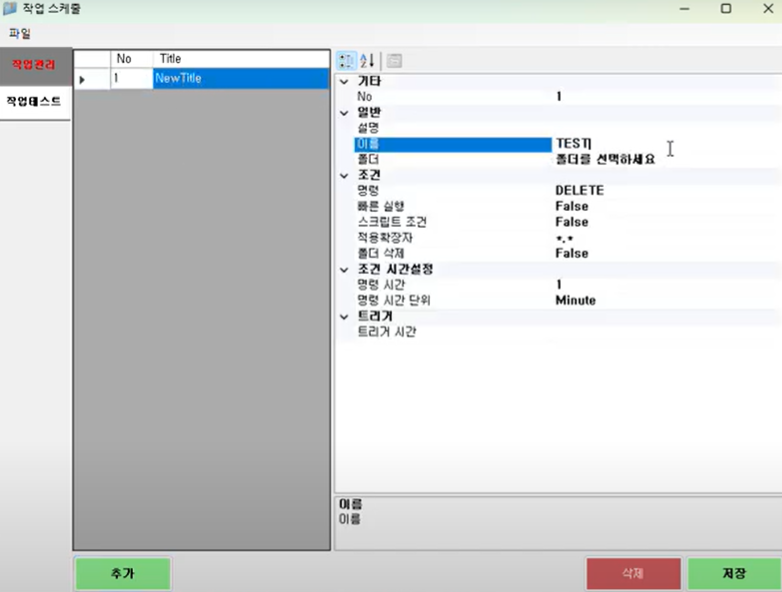 작업 스케줄
파일
작업관리
작업테스트
No Title
1 NewTitle
기타
No 1
일반
설명
이름 TEST
폴더 폴더를 선택하세요
조건
명령 DELETE
빠른 실행 False
스크립트 조건 False
적용확장자 *.*
폴더 삭제 False
조건 시간설정
명령 시간 1
명령 시간 단위 Minute
트리거
트리거 시간
이름
이름
추가 삭제 저장